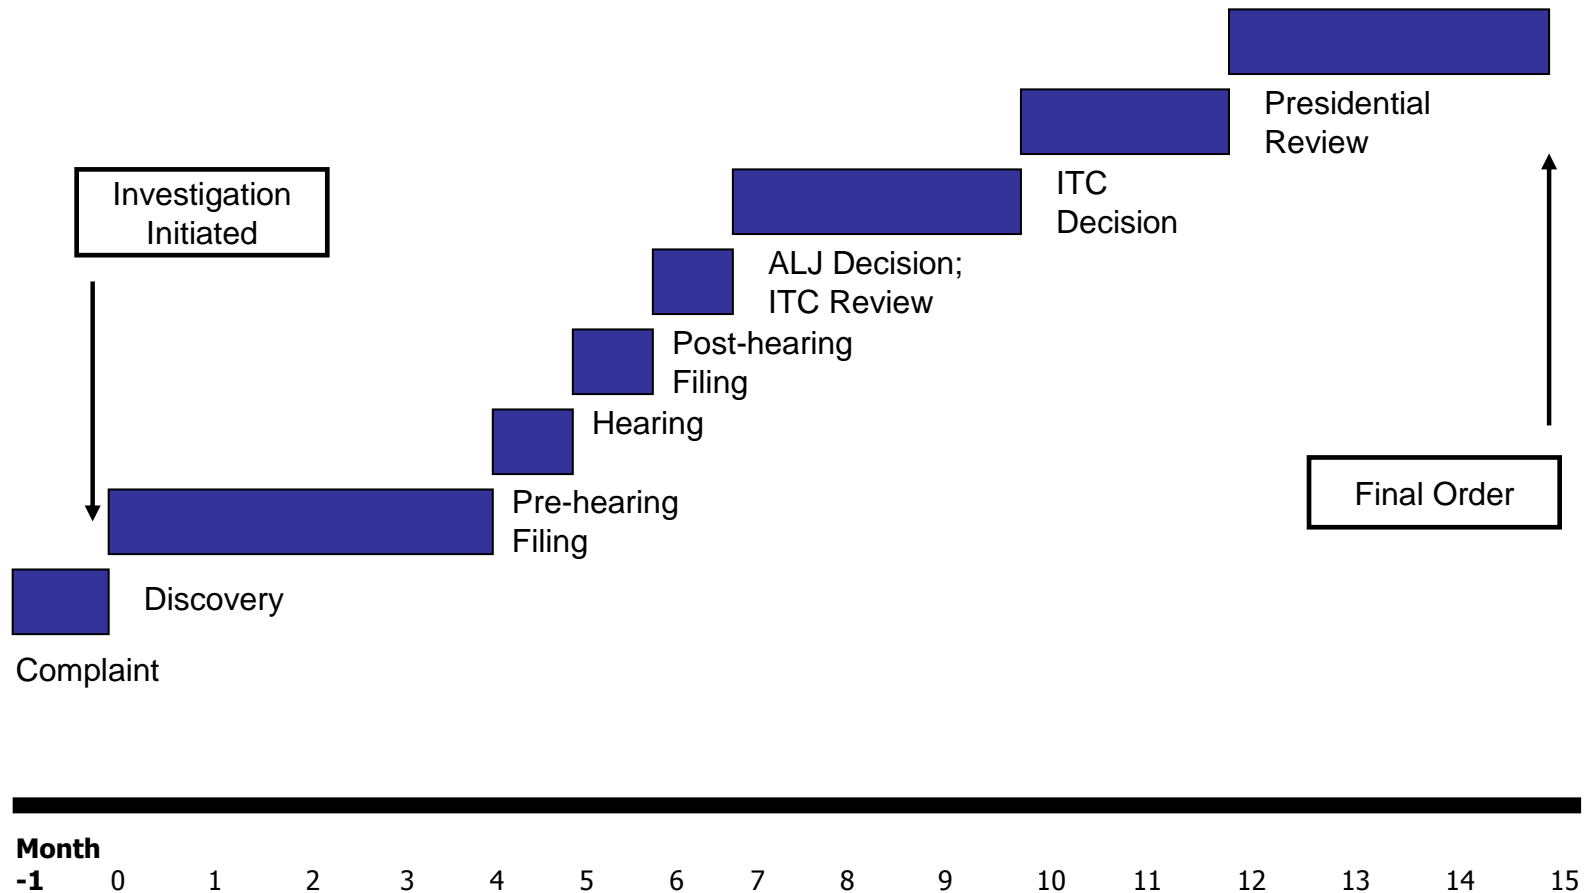 Presidential
Review
ITC
Decision
Investigation
Initiated
ALJ Decision;
ITC Review
Post-hearing
Filing
Hearing
Pre-hearing
Filing
Final Order
Discovery
Complaint
Month
-1 0 1 2 3 4 5 6 7 8 9 10 11 12 13 14 15